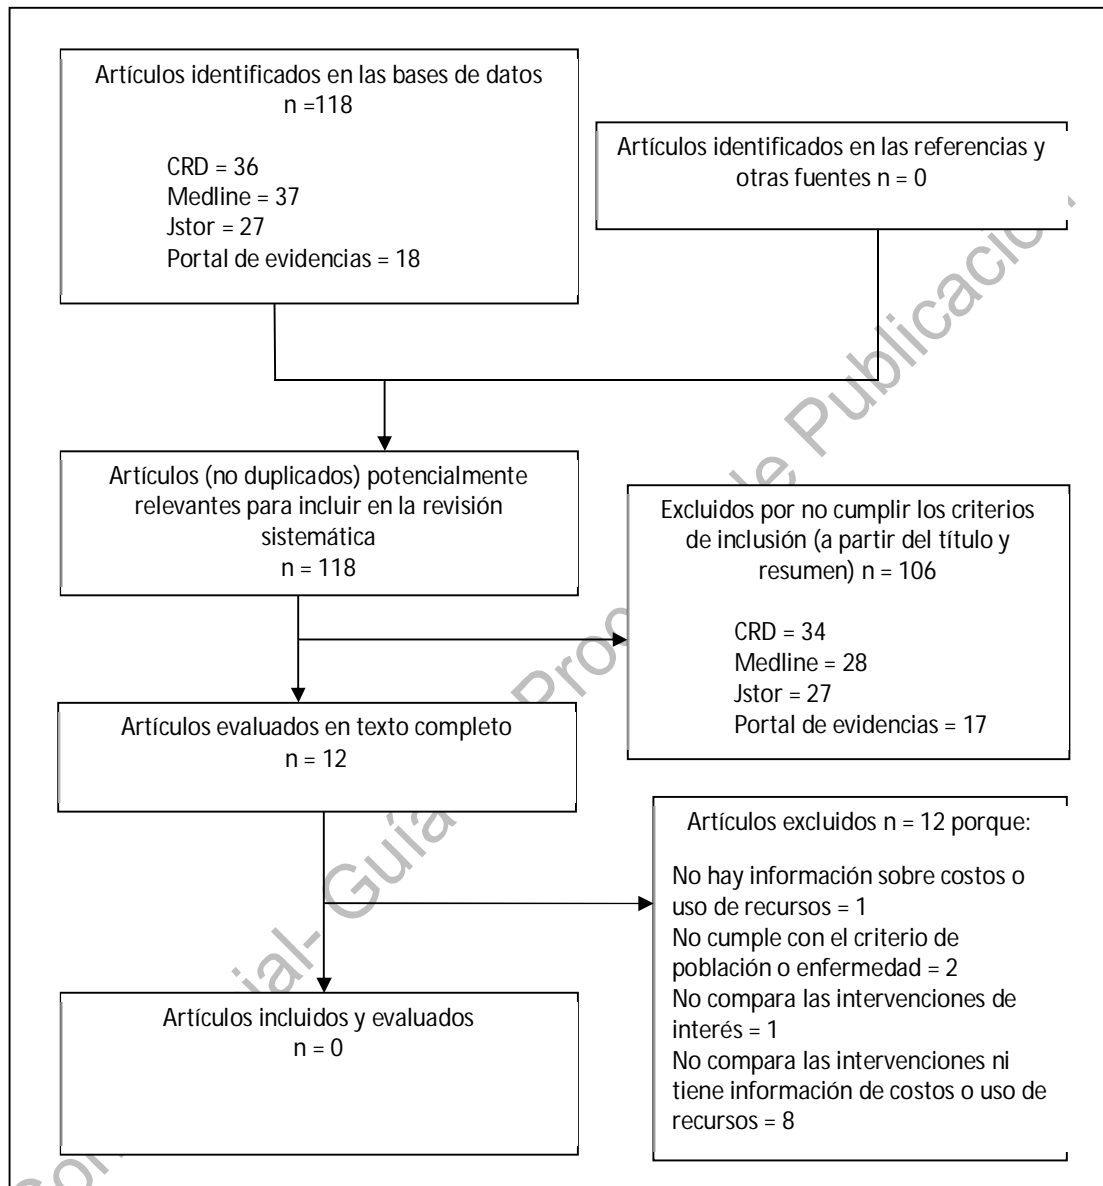 Artículos identificados en las bases de datos
n =118
CRD = 36
Medline = 37
Jstor = 27
Portal de evidencias = 18
Artículos identificados en las referencias y
otras fuentes n = 0
Artículos (no duplicados) potencialmente
relevantes para incluir en la revisión
sistemática
n = 118
Excluidos por no cumplir los criterios
de inclusión (a partir del título y
resumen) n = 106
CRD = 34
Medline = 28
Jstor = 27
Portal de evidencias = 17
Artículos evaluados en texto completo
n = 12
Artículos excluidos n = 12 porque:
No hay información sobre costos o
uso de recursos = 1
No cumple con el criterio de
población o enfermedad = 2
No compara las intervenciones de
interés = 1
No compara las intervenciones ni
tiene información de costos o uso de
recursos = 8
Artículos incluidos y evaluados
n = 0
Guía de Publicación